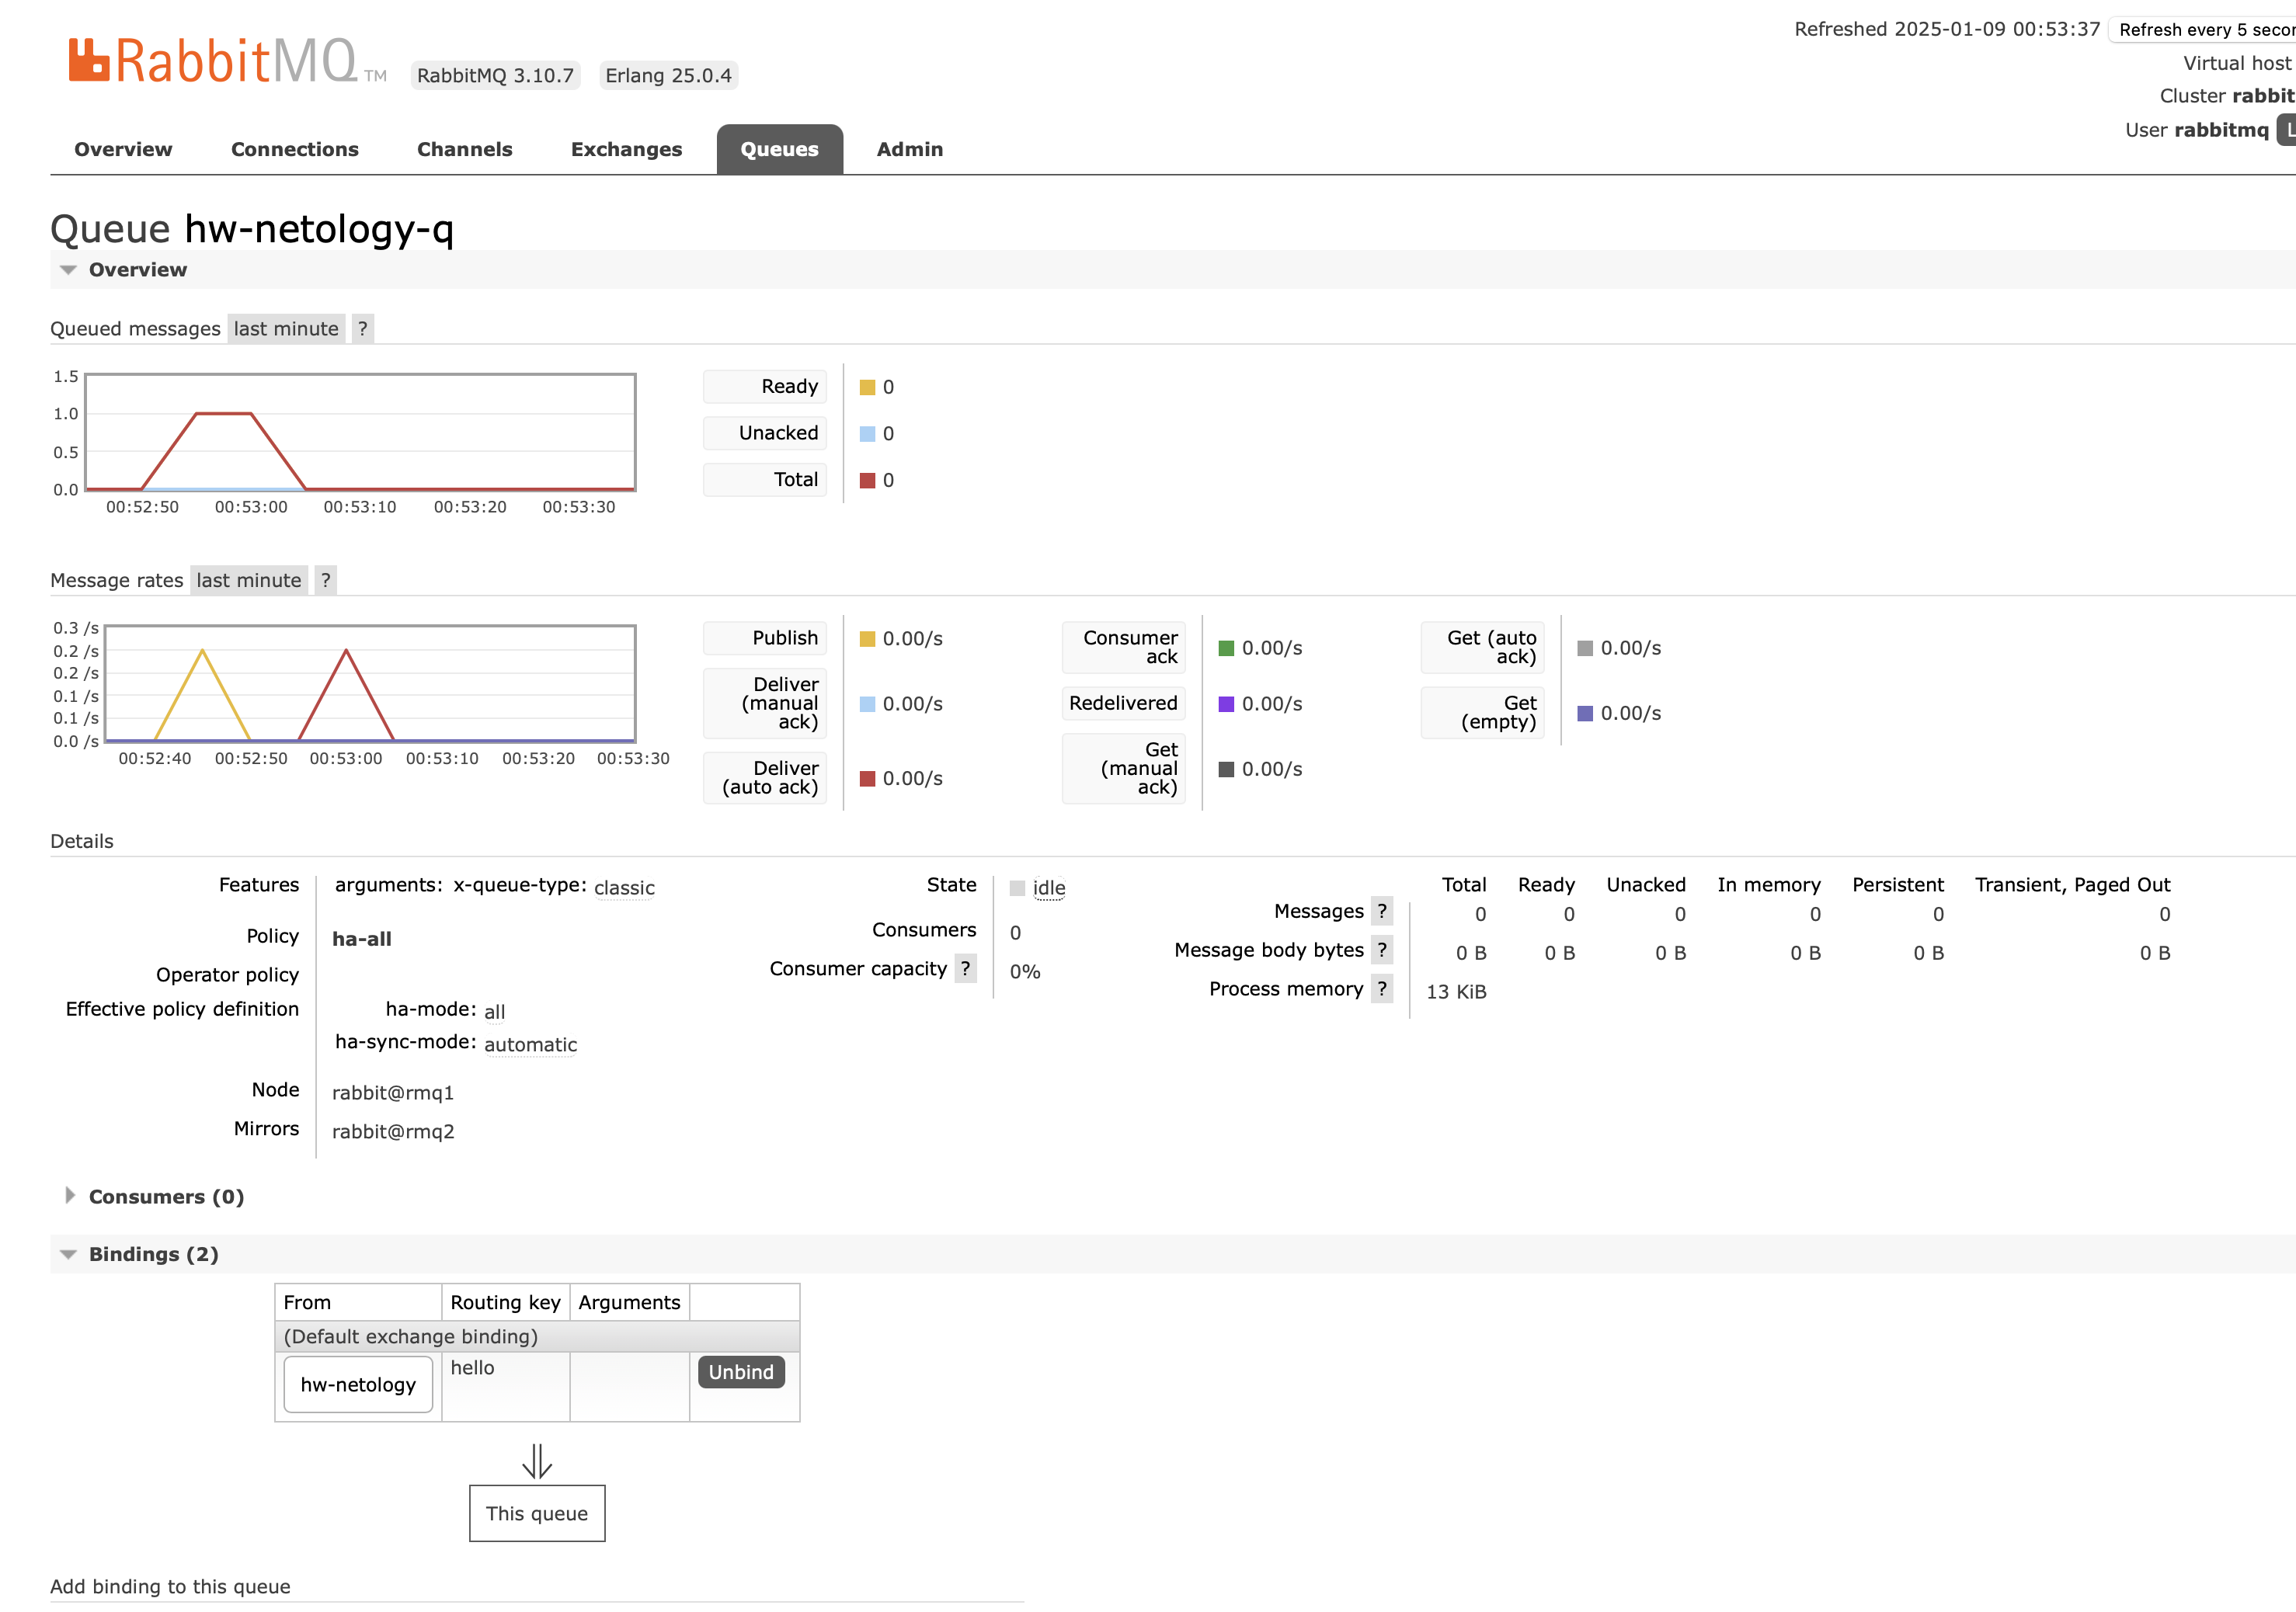 Refreshed 2025-01-09 00:53:37 Refresh every 5 secon
RabbitMQ TM RabbitMQ 3.10.7 Erlang 25.0.4
Virtual host
Cluster rabbit
User rabbitmq L
Overview Connections Channels Exchanges Queues Admin
Queue hw-netology-q
Overview
Queued messages last minute ?
1.5
1.0
0.5
0.0
00:52:50 00:53:00 00:53:10 00:53:20 00:53:30
Ready 0
Unacked 0
Total 0
Message rates last minute ?
0.3 /s
0.2 /s
0.2 /s
0.1 /s
0.1 /s
0.0 /s
00:52:40 00:52:50 00:53:00 00:53:10 00:53:20 00:53:30
Publish 0.00/s
Deliver
(manual 0.00/s
ack)
Deliver
(auto ack) 0.00/s
Consumer
ack 0.00/s
Redelivered 0.00/s
Get
(manual 0.00/s
ack)
Get (auto
ack) 0.00/s
Get
(empty) 0.00/s
Details
Features arguments: x-queue-type: classic
Policy ha-all
Operator policy
Effective policy definition ha-mode: all
ha-sync-mode: automatic
Node rabbit@rmq1
Mirrors rabbit@rmq2
State idle
Consumers 0
Consumer capacity ? 0%
Total Ready Unacked In memory Persistent Transient, Paged Out
Messages ? 0 0 0 0 0 0
Message body bytes ? 0 B 0 B 0 B 0 B 0 B 0 B
Process memory ? 13 KiB
Consumers (0)
Bindings (2)
From Routing key Arguments
(Default exchange binding)
hw-netology hello Unbind
⇓
This queue
Add binding to this queue